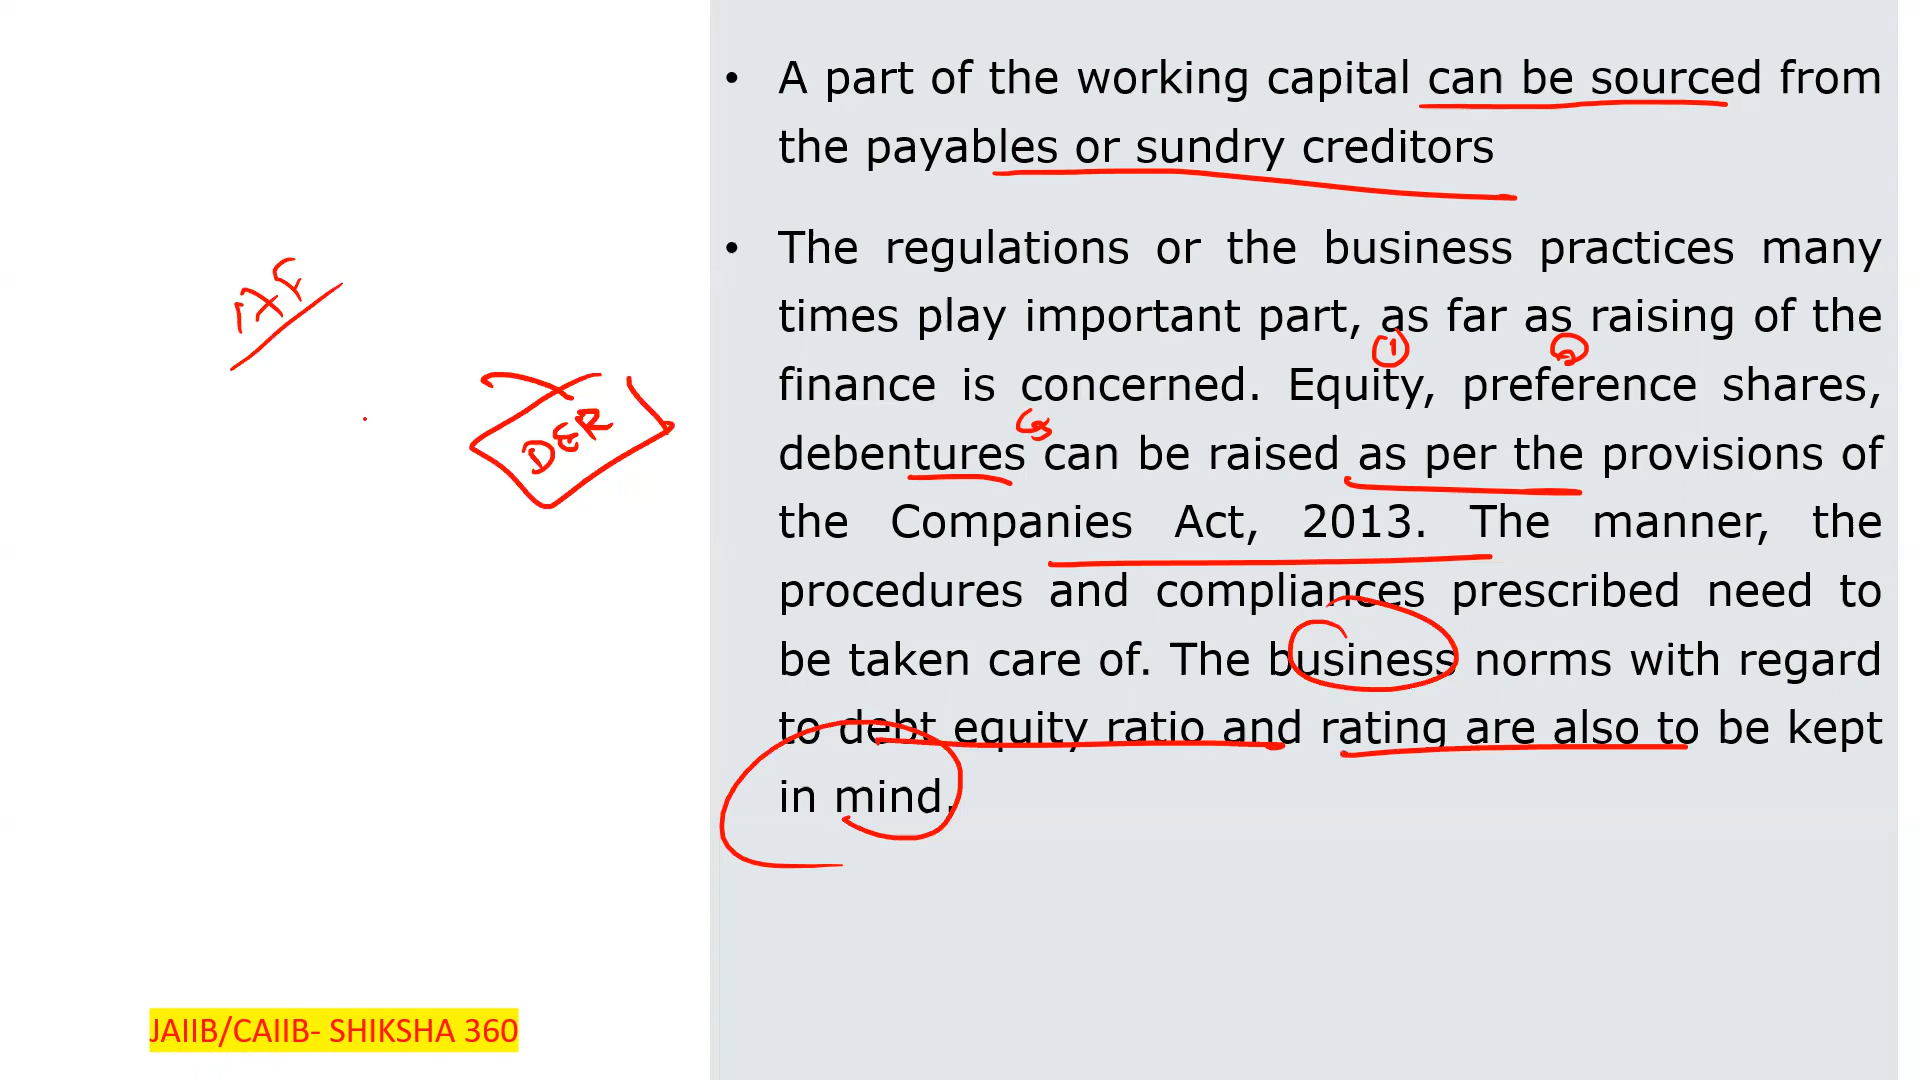 • A part of the working capital can be sourced from
the payables or sundry creditors
• The regulations or the business practices many
times play important part, as far as raising of the
finance is concerned. Equity, preference shares,
debentures can be raised as per the provisions of
the Companies Act, 2013. The manner, the
procedures and compliances prescribed need to
be taken care of. The business norms with regard
to debt equity ratio and rating are also to be kept
in mind.
1
DER
JAIIB/CAIIB- SHIKSHA 360